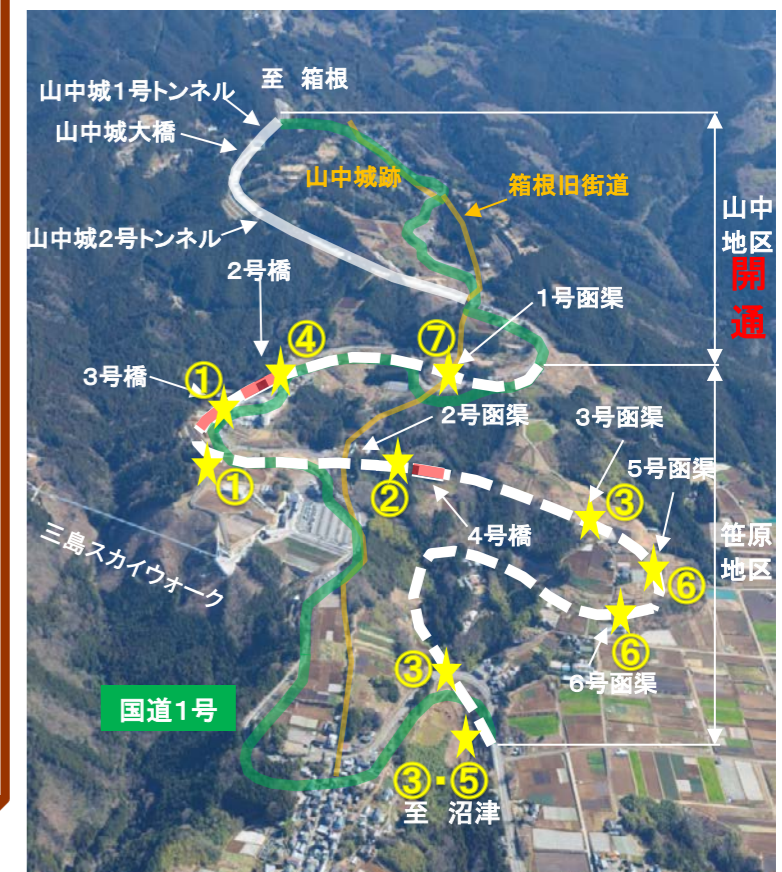 至 箱根
山中城1号トンネル
山中城大橋
山中城跡
箱根旧街道
山中
地区
開
通
山中城2号トンネル
2号橋
1号函渠
④
⑦
3号橋
①
2号函渠
3号函渠
5号函渠
①
②
③
4号橋
笹原
地区
三島スカイウォーク
⑥
⑥
6号函渠
③
国道1号
③・⑤
至 沼津